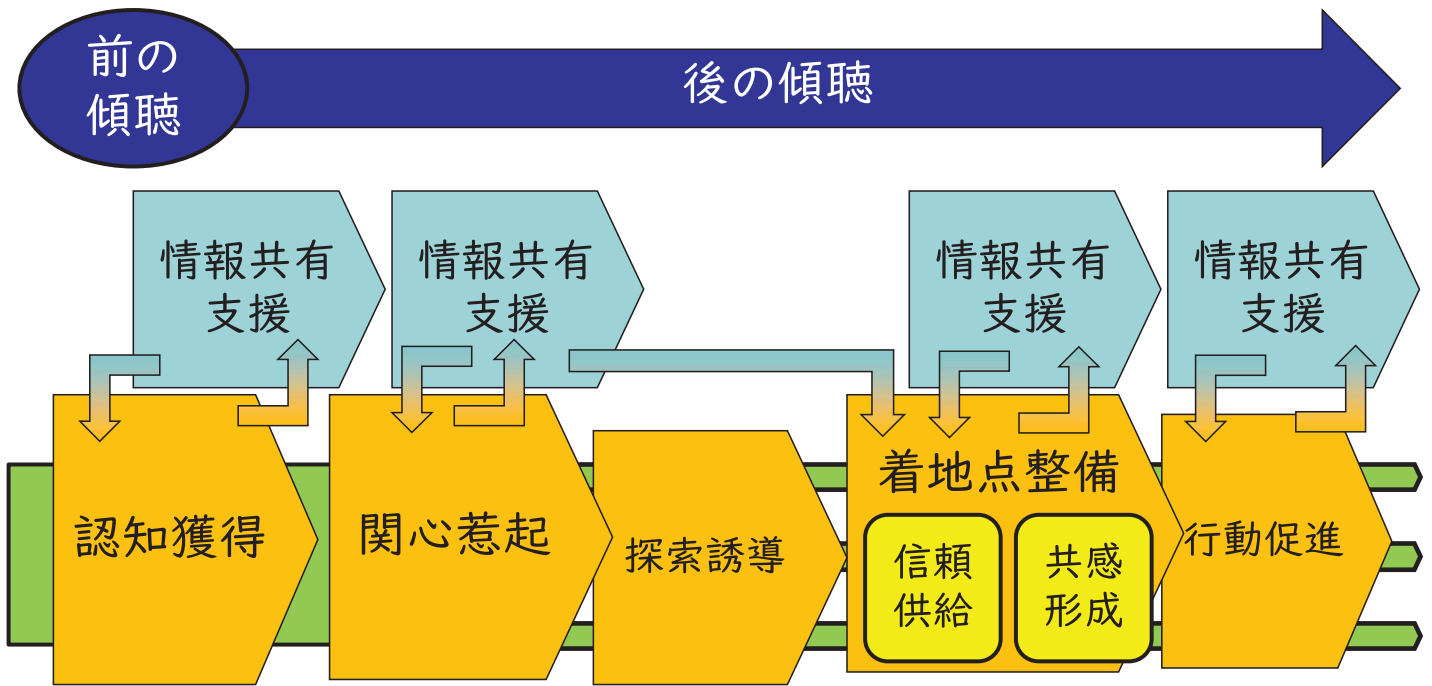 前の
傾聴
後の傾聴
情報共有
支援
情報共有
支援
情報共有
支援
情報共有
支援
認知獲得
関心惹起
探索誘導
着地点整備
信頼
供給
共感
形成
行動促進